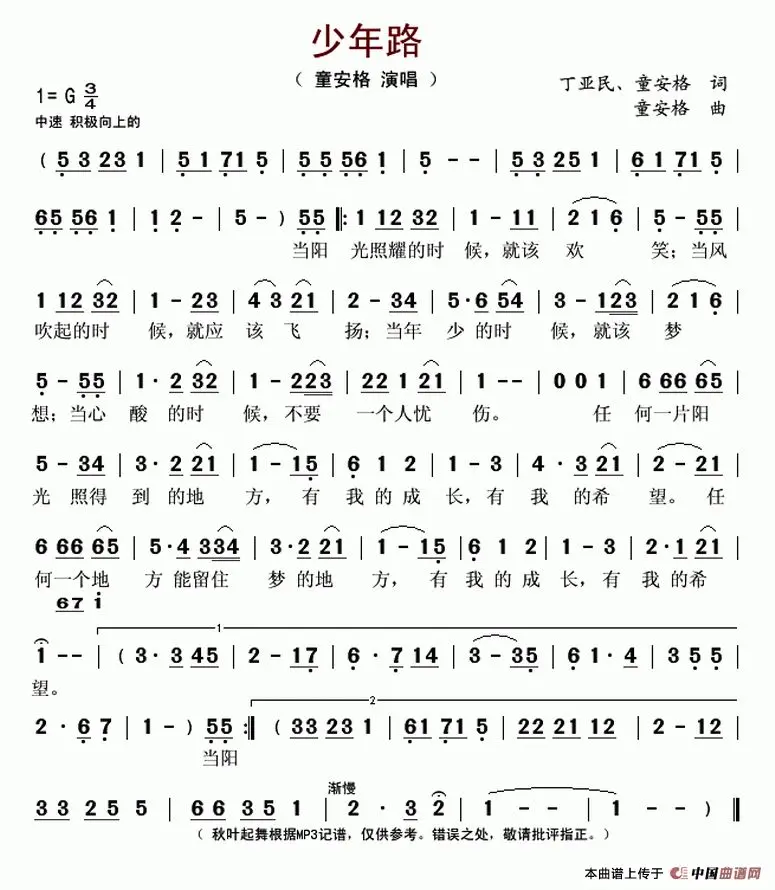 少年路
（ 童安格 演唱 ）
1= G 3/4
丁亚民、童安格 词
童安格 曲
中速 积极向上的
( 5 3 23 1 | 5 1 71 5 | 5 5 56 1 | 5 - - | 5 3 25 1 | 6 1 71 5 |
65 56 1 | 1 2 - | 5 - ) 55 |: 1 12 32 | 1 - 11 | 2 1 6 | 5 - 55 |
当阳 光照耀的时 候，就该 欢 笑；当风
1 12 32 | 1 - 23 | 4 3 21 | 2 - 34 | 5· 6 54 | 3 - 123 | 2 1 6 |
吹起的时 候，就应 该 飞 扬；当年 少 的时 候，就该 梦
5 - 55 | 1· 2 32 | 1 - 223 | 22 1 21 | 1 - - | 0 0 1 | 6 66 65 |
想；当心 酸 的时 候，不要 一个人忧 伤。 任 何一片阳
5 - 34 | 3· 2 21 | 1 - 15 | 6 1 2 | 1 - 3 | 4· 3 21 | 2 - 21 |
光 照得 到 的地 方，有 我 的 成 长，有 我 的希 望。任
6 66 65 | 5· 4 334 | 3· 2 21 | 1 - 15 | 6 1 2 | 1 - 3 | 2· 1 21 |
何一个地 方 能留住 梦 的地 方，有 我 的 成 长，有 我 的希
67 1
1
1 - - | ( 3· 3 45 | 2 - 17 | 6· 7 14 | 3 - 35 | 6 1· 4 | 3 5 5 |
望。
2
2· 6 7 | 1 - ) 55 :| ( 33 23 1 | 61 71 5 | 22 21 12 | 2 - 12 |
当阳
渐慢
3 3 2 5 5 | 6 6 3 5 1 | 2· 3 2 | 1 - - | 1 - - ) ‖
（ 秋叶起舞根据MP3记谱，仅供参考。错误之处，敬请批评指正。）
本曲谱上传于 中国曲谱网